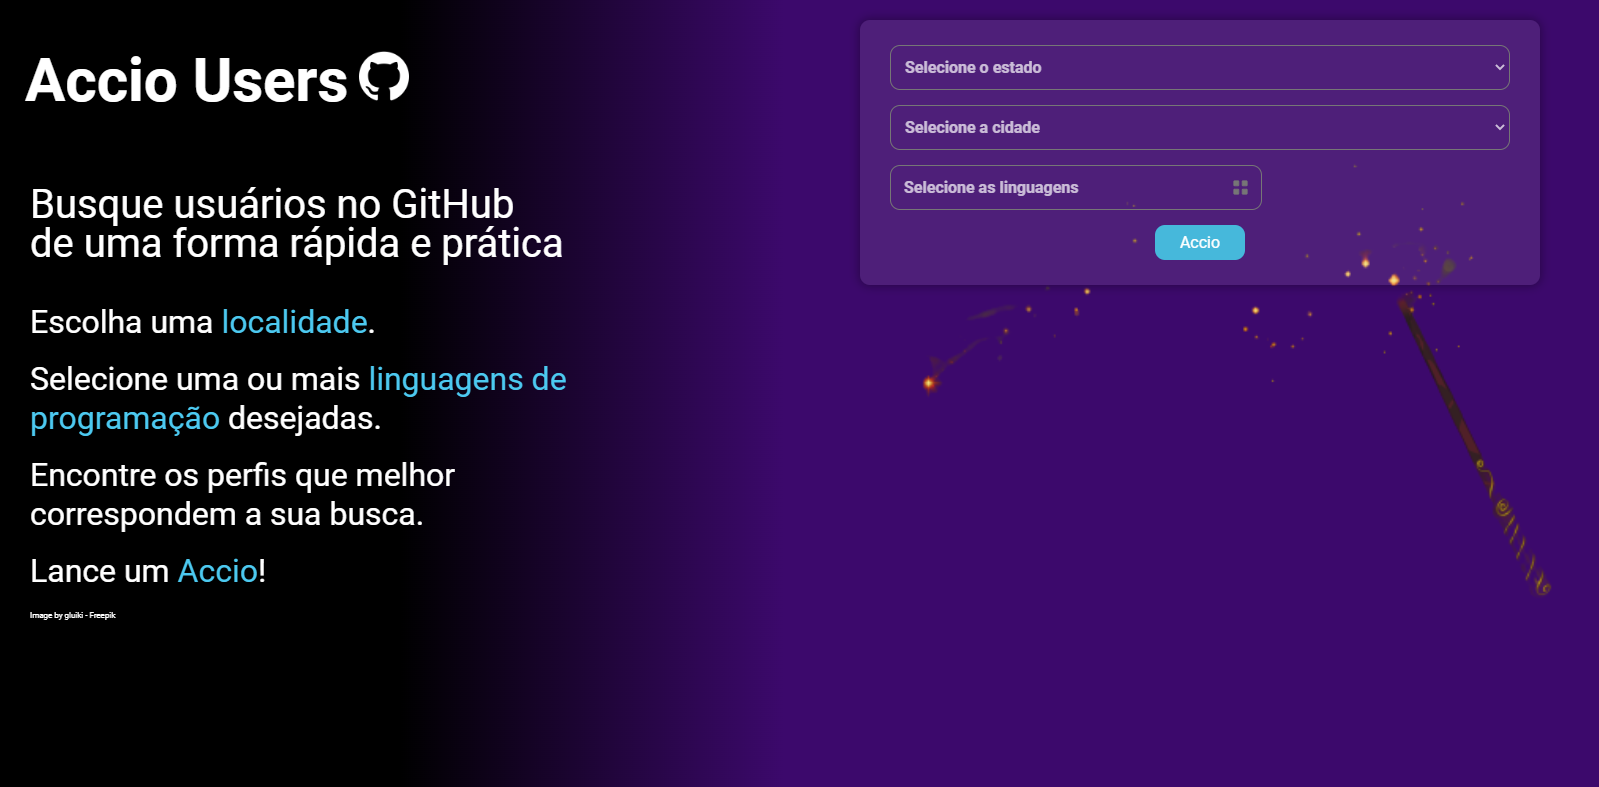 Accio Users
Busque usuários no GitHub
de uma forma rápida e prática
Escolha uma localidade.
Selecione uma ou mais linguagens de
programação desejadas.
Encontre os perfis que melhor
correspondem a sua busca.
Lance um Accio!
Image by gluiki - Freepik
Selecione o estado
Selecione a cidade
Selecione as linguagens
Accio